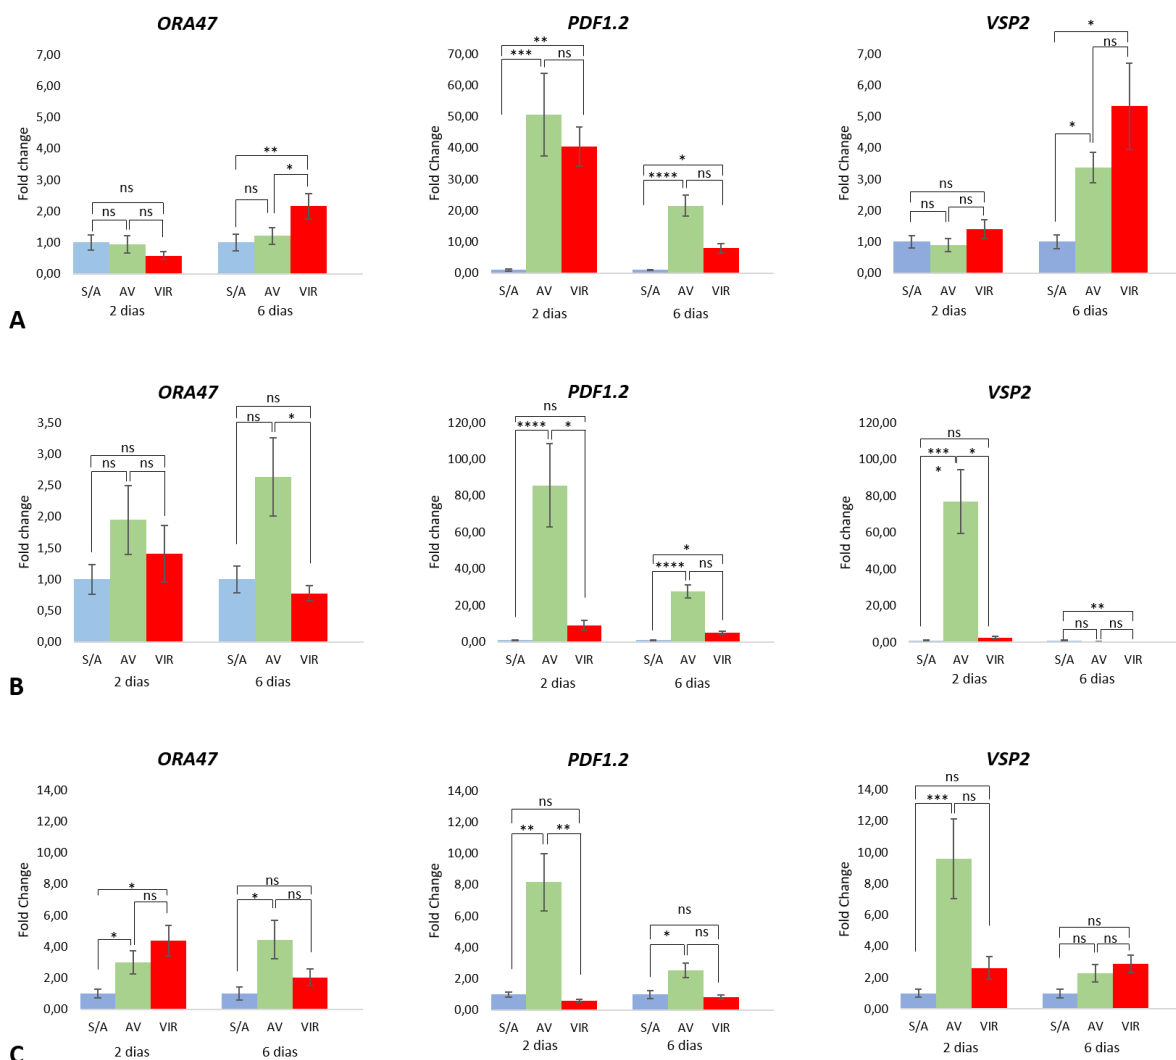 ORA47
Fold Change
7,00
6,00
5,00
4,00
3,00
2,00
1,00
0,00
ns
ns
ns
**
ns
*
S/A AV VIR S/A AV VIR
2 dias 6 dias
PDF1.2
Fold Change
70,00
60,00
50,00
40,00
30,00
20,00
10,00
0,00
**
***
ns
*
****
ns
S/A AV VIR S/A AV VIR
2 dias 6 dias
VSP2
Fold Change
7,00
6,00
5,00
4,00
3,00
2,00
1,00
0,00
ns
ns
ns
*
ns
*
S/A AV VIR S/A AV VIR
2 dias 6 dias
A
ORA47
Fold change
3,50
3,00
2,50
2,00
1,50
1,00
0,50
0,00
ns
ns
ns
ns
ns
*
S/A AV VIR S/A AV VIR
2 dias 6 dias
PDF1.2
Fold change
120,00
100,00
80,00
60,00
40,00
20,00
0,00
ns
****
*
*
****
ns
S/A AV VIR S/A AV VIR
2 dias 6 dias
VSP2
Fold change
120,00
100,00
80,00
60,00
40,00
20,00
0,00
ns
***
*
*
**
ns
ns
S/A AV VIR S/A AV VIR
2 dias 6 dias
B
ORA47
Fold Change
14,00
12,00
10,00
8,00
6,00
4,00
2,00
0,00
*
ns
*
ns
*
ns
S/A AV VIR S/A AV VIR
2 dias 6 dias
PDF1.2
Fold Change
14,00
12,00
10,00
8,00
6,00
4,00
2,00
0,00
ns
**
**
ns
*
ns
S/A AV VIR S/A AV VIR
2 dias 6 dias
VSP2
Fold Change
14,00
12,00
10,00
8,00
6,00
4,00
2,00
0,00
ns
***
ns
ns
ns
ns
S/A AV VIR S/A AV VIR
2 dias 6 dias
C